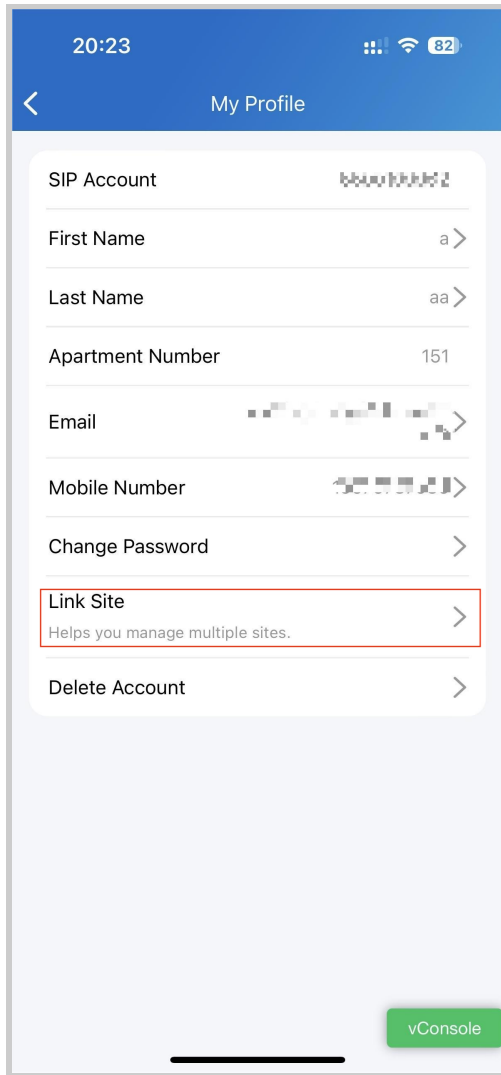 20:23
82
My Profile
SIP Account
First Name a
Last Name aa
Apartment Number 151
Email
Mobile Number
Change Password
Link Site
Helps you manage multiple sites.
Delete Account
vConsole